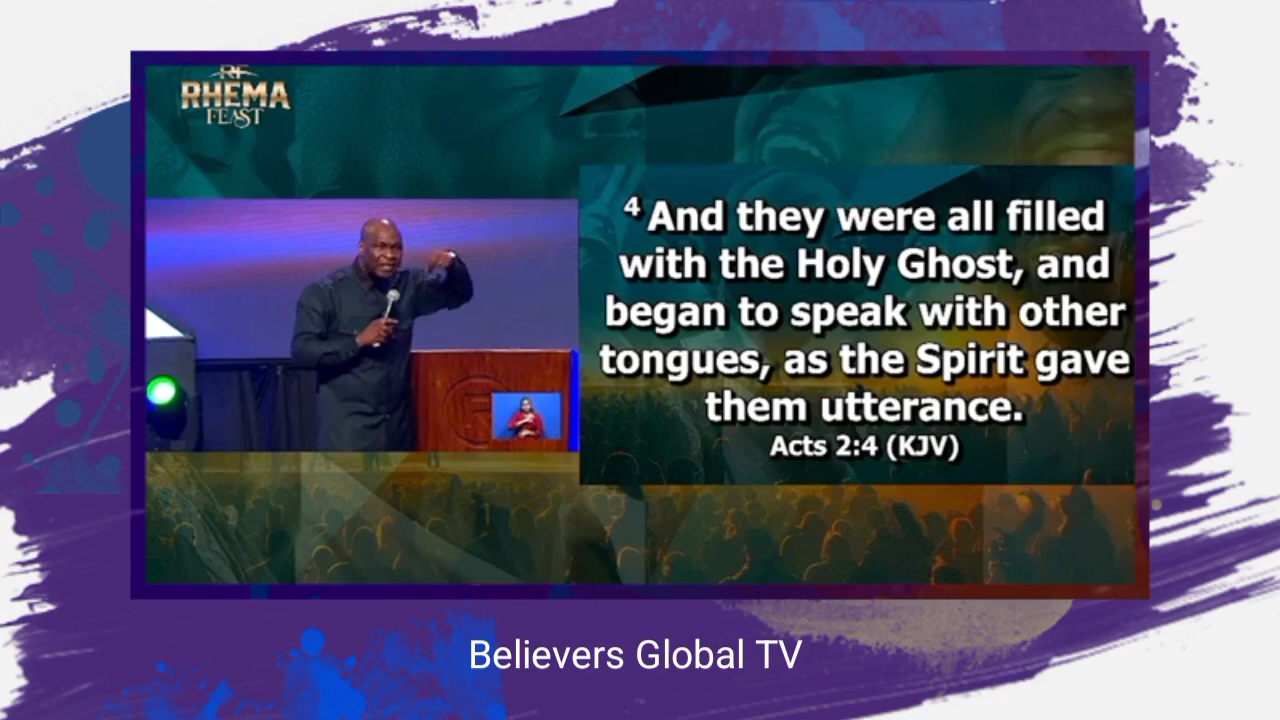 RF
RHEMA
FEAST
4 And they were all filled
with the Holy Ghost, and
began to speak with other
tongues, as the Spirit gave
them utterance.
Acts 2:4 (KJV)
Believers Global TV